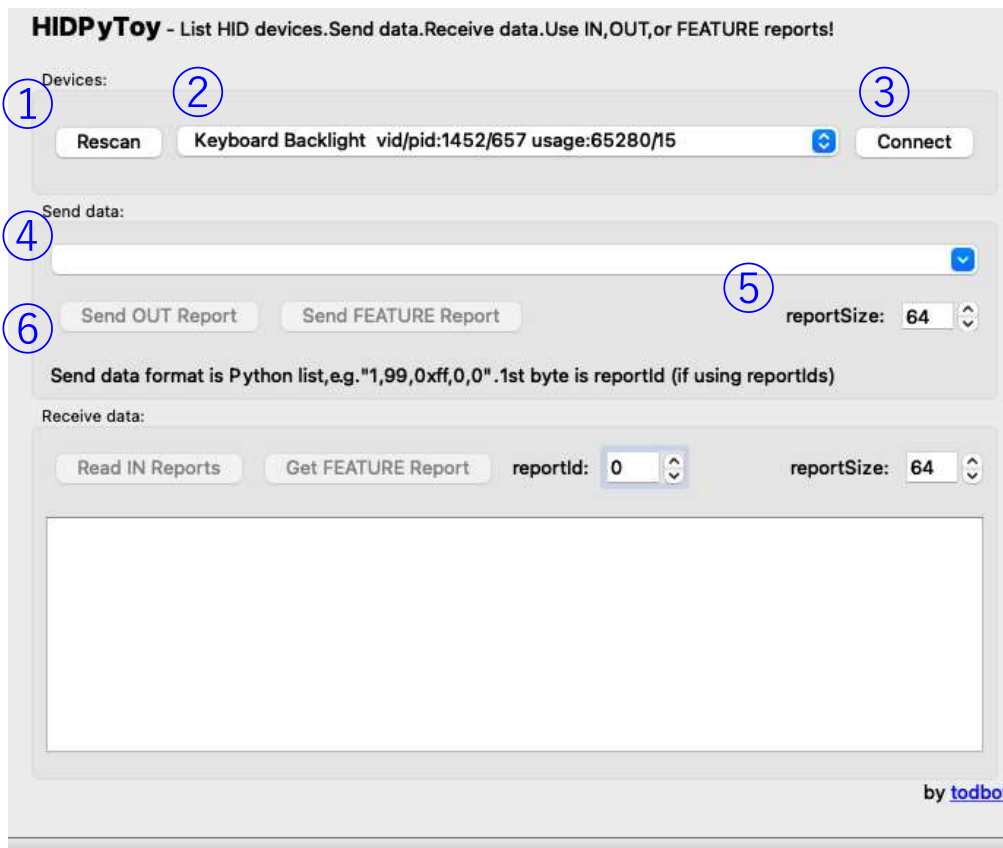 HIDPyToy - List HID devices.Send data.Receive data.Use IN,OUT,or FEATURE reports!
Devices:
① ② ③
Rescan Keyboard Backlight vid/pid:1452/657 usage:65280/15 Connect
Send data:
④
⑤
⑥ Send OUT Report Send FEATURE Report reportSize: 64
Send data format is Python list,e.g."1,99,0xff,0,0".1st byte is reportId (if using reportIds)
Receive data:
Read IN Reports Get FEATURE Report reportId: 0 reportSize: 64
by todbo